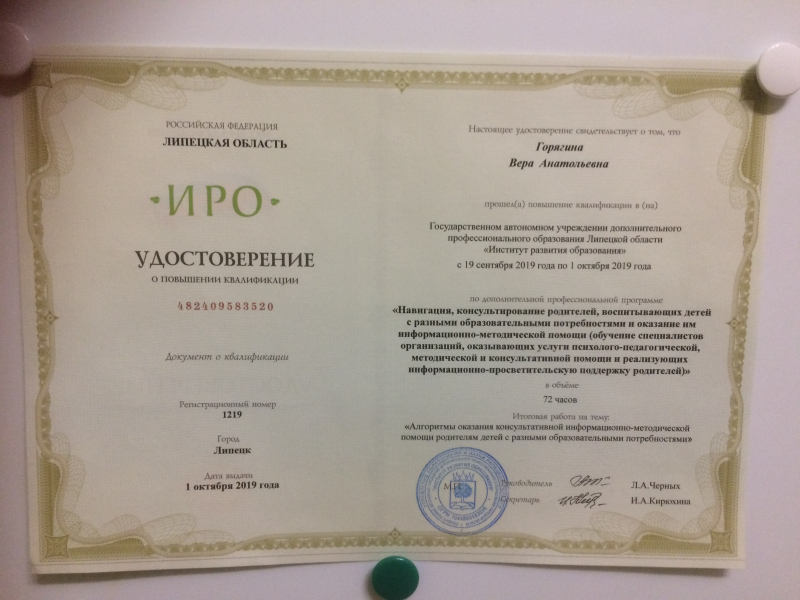 РОССИЙСКАЯ ФЕДЕРАЦИЯ
ЛИПЕЦКАЯ ОБЛАСТЬ
ИРО
УДОСТОВЕРЕНИЕ
О ПОВЫШЕНИИ КВАЛИФИКАЦИИ
482409583520
Документ о квалификации
Регистрационный номер
1219
Город
Липецк
Дата выдачи
1 октября 2019 года
Настоящее удостоверение свидетельствует о том, что
Горягина
Вера Анатольевна
прошел(а) повышение квалификации в (на)
Государственном автономном учреждении дополнительного
профессионального образования Липецкой области
«Институт развития образования»
с 19 сентября 2019 года по 1 октября 2019 года
по дополнительной профессиональной программе
«Навигация, консультирование родителей, воспитывающих детей
с разными образовательными потребностями и оказание им
информационно-методической помощи (обучение специалистов
организаций, оказывающих услуги психолого-педагогической,
методической и консультативной помощи и реализующих
информационно-просветительскую поддержку родителей)»
в объёме
72 часов
Итоговая работа на тему:
«Алгоритмы оказания консультативной информационно-методической
помощи родителям детей с разными образовательными потребностями»
М.П.
Руководитель
Л.А.Черных
Секретарь
И.А.Кирюхина